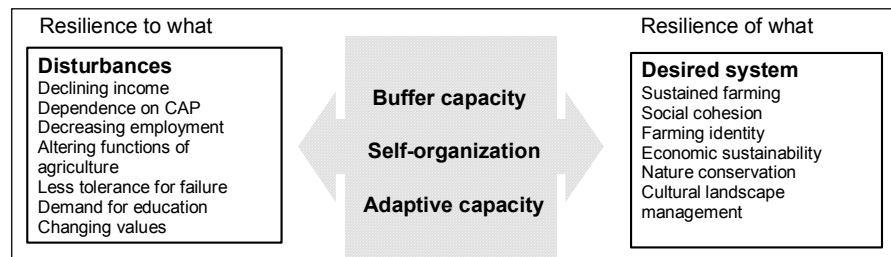 Resilience to what
Disturbances
Declining income
Dependence on CAP
Decreasing employment
Altering functions of
agriculture
Less tolerance for failure
Demand for education
Changing values
Buffer capacity
Self-organization
Adaptive capacity
Resilience of what
Desired system
Sustained farming
Social cohesion
Farming identity
Economic sustainability
Nature conservation
Cultural landscape
management